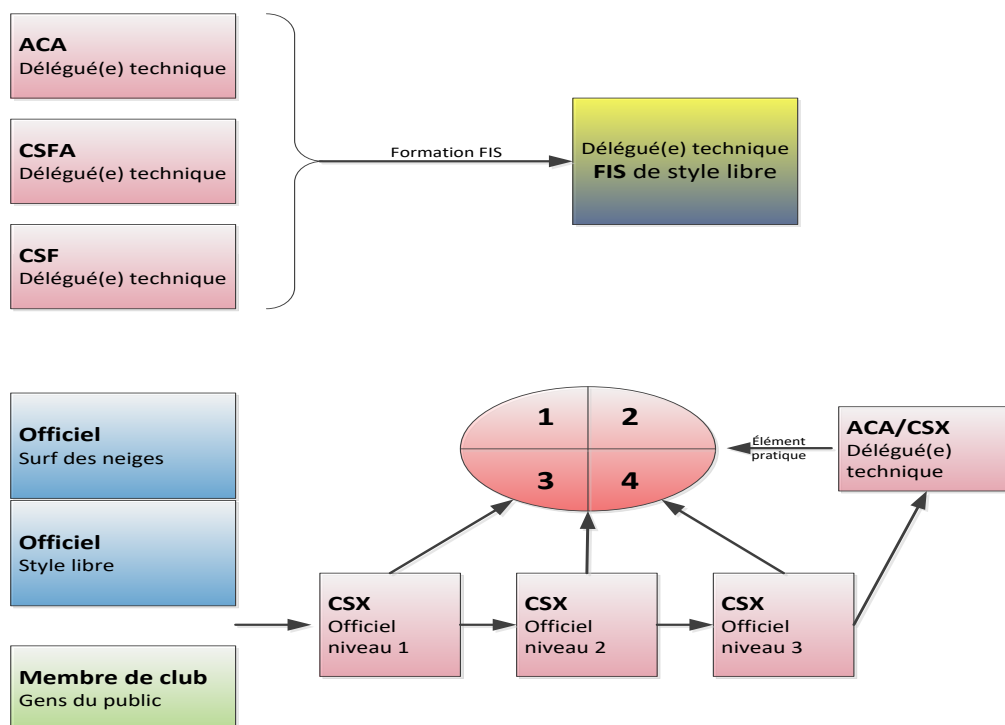 ACA
Délégué(e) technique
CSFA
Délégué(e) technique
CSF
Délégué(e) technique
Formation FIS
Délégué(e) technique
FIS de style libre
Officiel
Surf des neiges
Officiel
Style libre
Membre de club
Gens du public
1
2
3
4
Élément
pratique
ACA/CSX
Délégué(e)
technique
CSX
Officiel
niveau 1
CSX
Officiel
niveau 2
CSX
Officiel
niveau 3